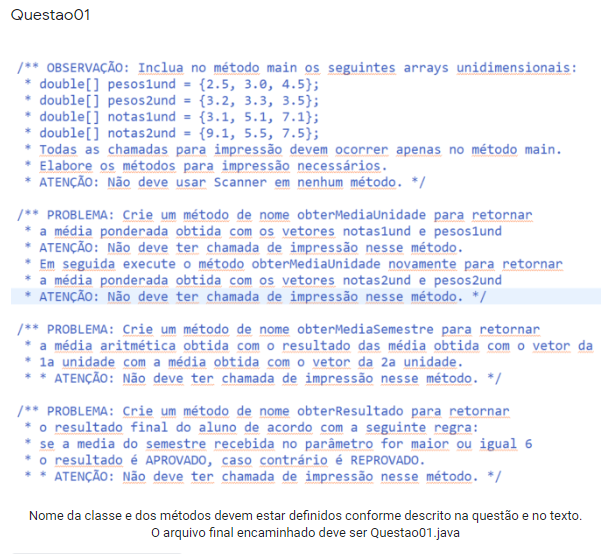 Questao01
/** OBSERVAÇÃO: Inclua no método main os seguintes arrays unidimensionais:
* double[] pesos1und = {2.5, 3.0, 4.5};
* double[] pesos2und = {3.2, 3.3, 3.5};
* double[] notas1und = {3.1, 5.1, 7.1};
* double[] notas2und = {9.1, 5.5, 7.5};
* Todas as chamadas para impressão devem ocorrer apenas no método main.
* Elabore os métodos para impressão necessários.
* ATENÇÃO: Não deve usar Scanner em nenhum método. */
/** PROBLEMA: Crie um método de nome obterMediaUnidade para retornar
* a média ponderada obtida com os vetores notas1und e pesos1und
* ATENÇÃO: Não deve ter chamada de impressão nesse método.
* Em seguida execute o método obterMediaUnidade novamente para retornar
* a média ponderada obtida com os vetores notas2und e pesos2und
* ATENÇÃO: Não deve ter chamada de impressão nesse método. */
/** PROBLEMA: Crie um método de nome obterMediaSemestre para retornar
* a média aritmética obtida com o resultado das média obtida com o vetor da
* 1a unidade com a média obtida com o vetor da 2a unidade.
* * ATENÇÃO: Não deve ter chamada de impressão nesse método. */
/** PROBLEMA: Crie um método de nome obterResultado para retornar
* o resultado final do aluno de acordo com a seguinte regra:
* se a media do semestre recebida no parâmetro for maior ou igual 6
* o resultado é APROVADO, caso contrário é REPROVADO.
* * ATENÇÃO: Não deve ter chamada de impressão nesse método. */
Nome da classe e dos métodos devem estar definidos conforme descrito na questão e no texto.
O arquivo final encaminhado deve ser Questao01.java